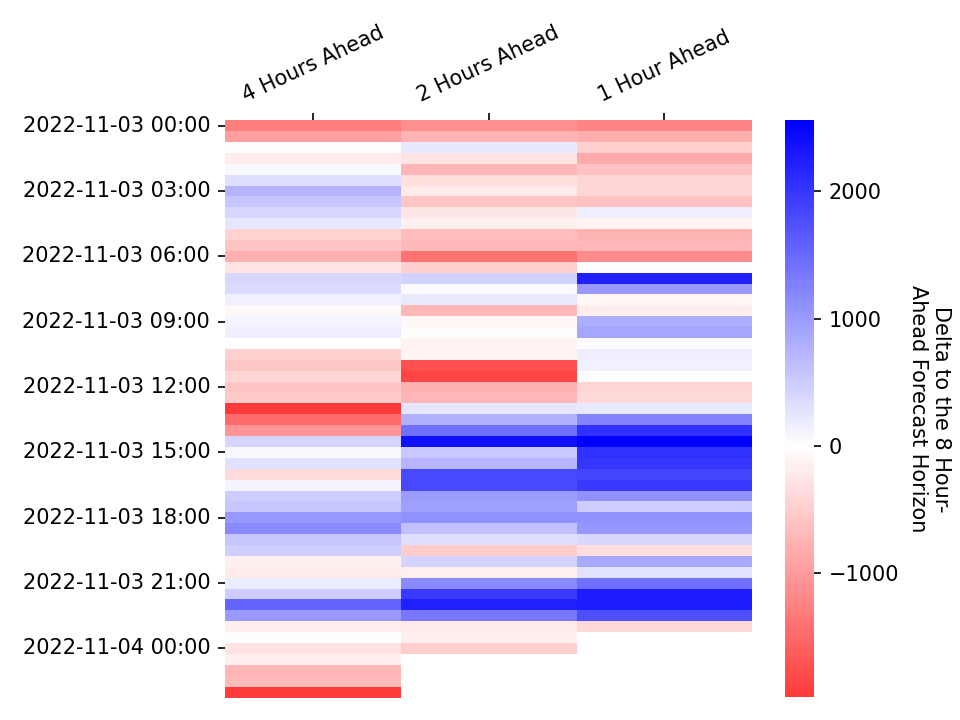 4 Hours Ahead
2 Hours Ahead
1 Hour Ahead
2022-11-03 00:00
2022-11-03 03:00
2022-11-03 06:00
2022-11-03 09:00
2022-11-03 12:00
2022-11-03 15:00
2022-11-03 18:00
2022-11-03 21:00
2022-11-04 00:00
2000
1000
0
−1000
Delta to the 8 Hour-
Ahead Forecast Horizon